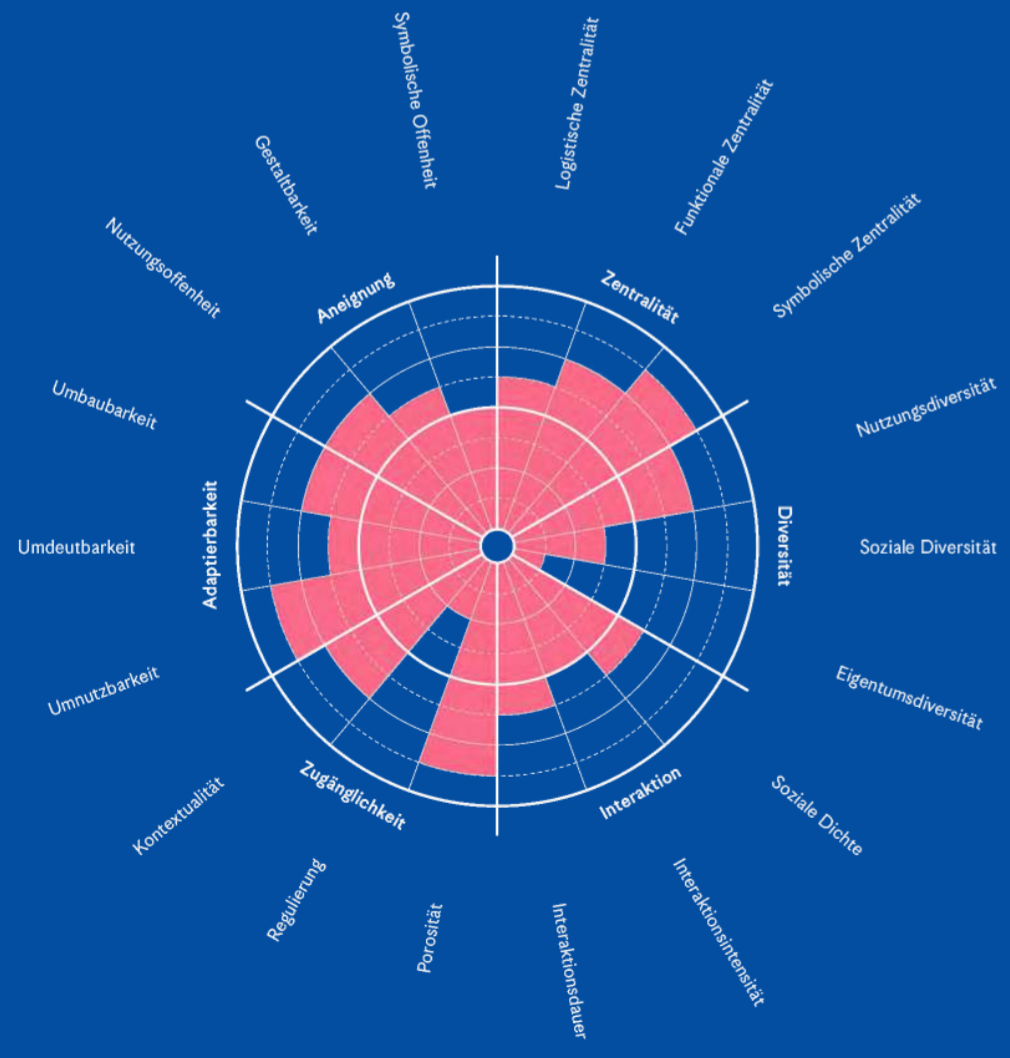 Symbolische Offenheit
Logistische Zentralität
Funktionale Zentralität
Gestaltbarkeit
Symbolische Zentralität
Nutzungsoffenheit
Aneignung
Zentralität
Umbaubarkeit
Nutzungsdiversität
Adaptierbarkeit
Diversität
Umdeutbarkeit
Soziale Diversität
Umnutzbarkeit
Eigentumsdiversität
Zugänglichkeit
Interaktion
Kontextualität
Soziale Dichte
Regulierung
Interaktionsintensität
Porosität
Interaktionsdauer